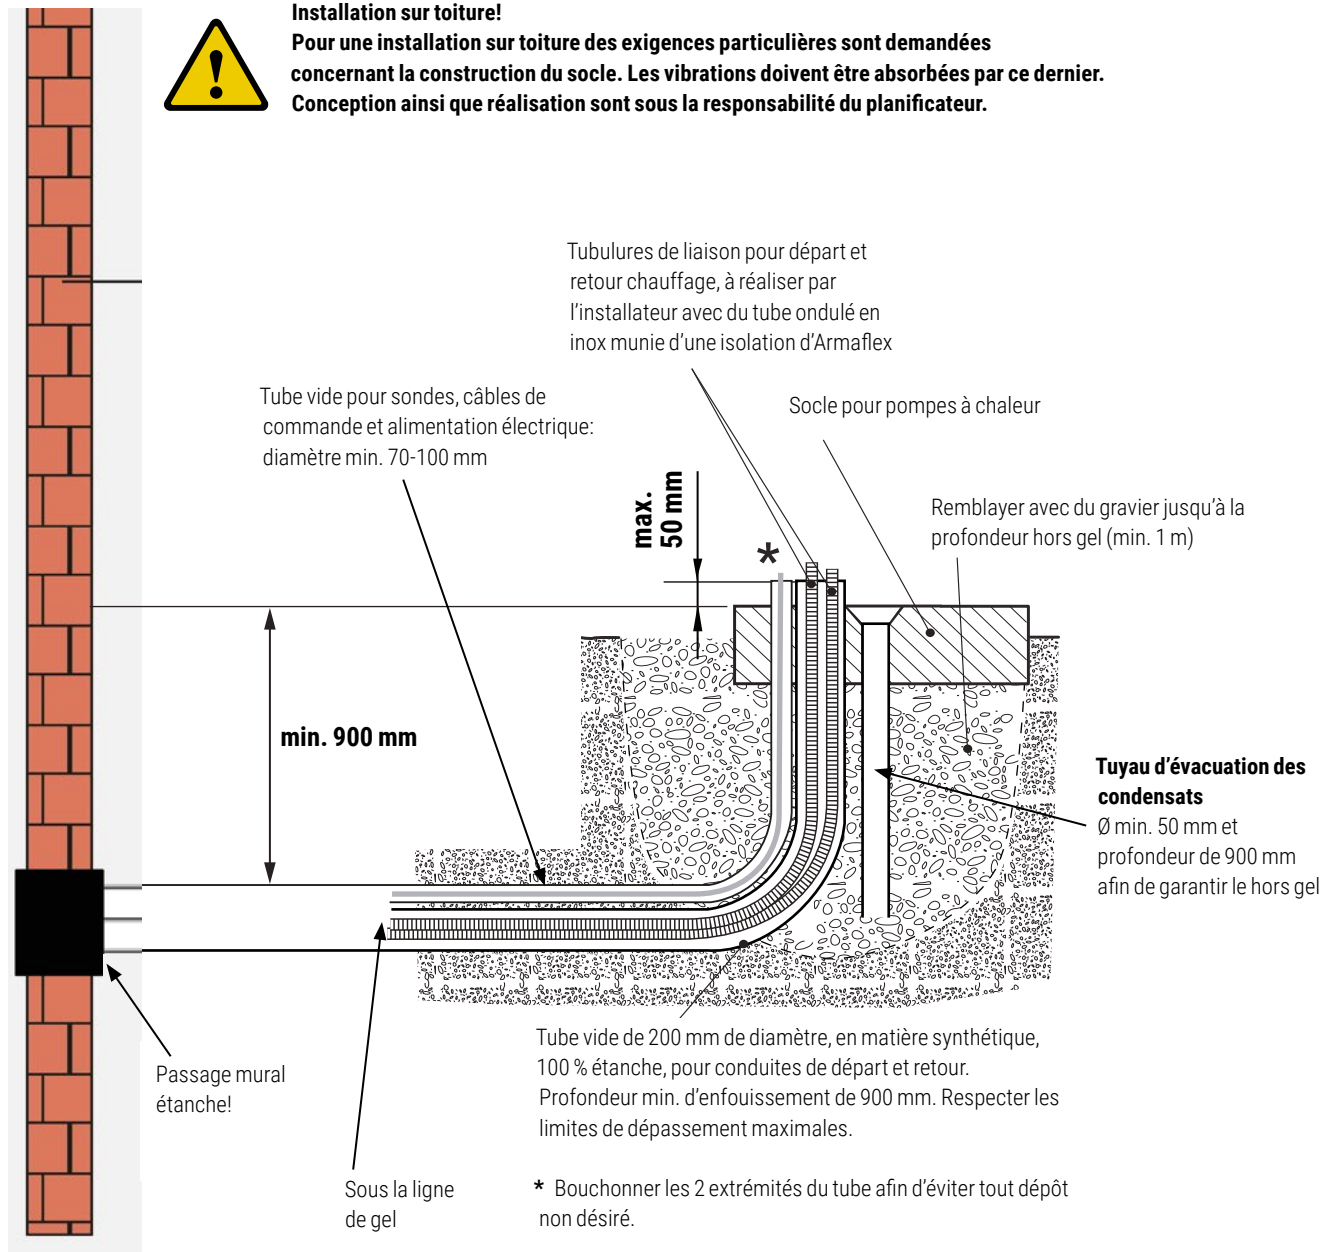 Installation sur toiture!
Pour une installation sur toiture des exigences particulières sont demandées
concernant la construction du socle. Les vibrations doivent être absorbées par ce dernier.
Conception ainsi que réalisation sont sous la responsabilité du planificateur.
Tubulures de liaison pour départ et
retour chauffage, à réaliser par
l'installateur avec du tube ondulé en
inox munie d'une isolation d'Armaflex
Tube vide pour sondes, câbles de
commande et alimentation électrique:
diamètre min. 70-100 mm
Socle pour pompes à chaleur
max.
50 mm
*
Remblayer avec du gravier jusqu'à la
profondeur hors gel (min. 1 m)
min. 900 mm
Tuyau d'évacuation des
condensats
Ø min. 50 mm et
profondeur de 900 mm
afin de garantir le hors gel
Passage mural
étanche!
Tube vide de 200 mm de diamètre, en matière synthétique,
100 % étanche, pour conduites de départ et retour.
Profondeur min. d'enfouissement de 900 mm. Respecter les
limites de dépassement maximales.
Sous la ligne
de gel
* Bouchonner les 2 extrémités du tube afin d'éviter tout dépôt
non désiré.